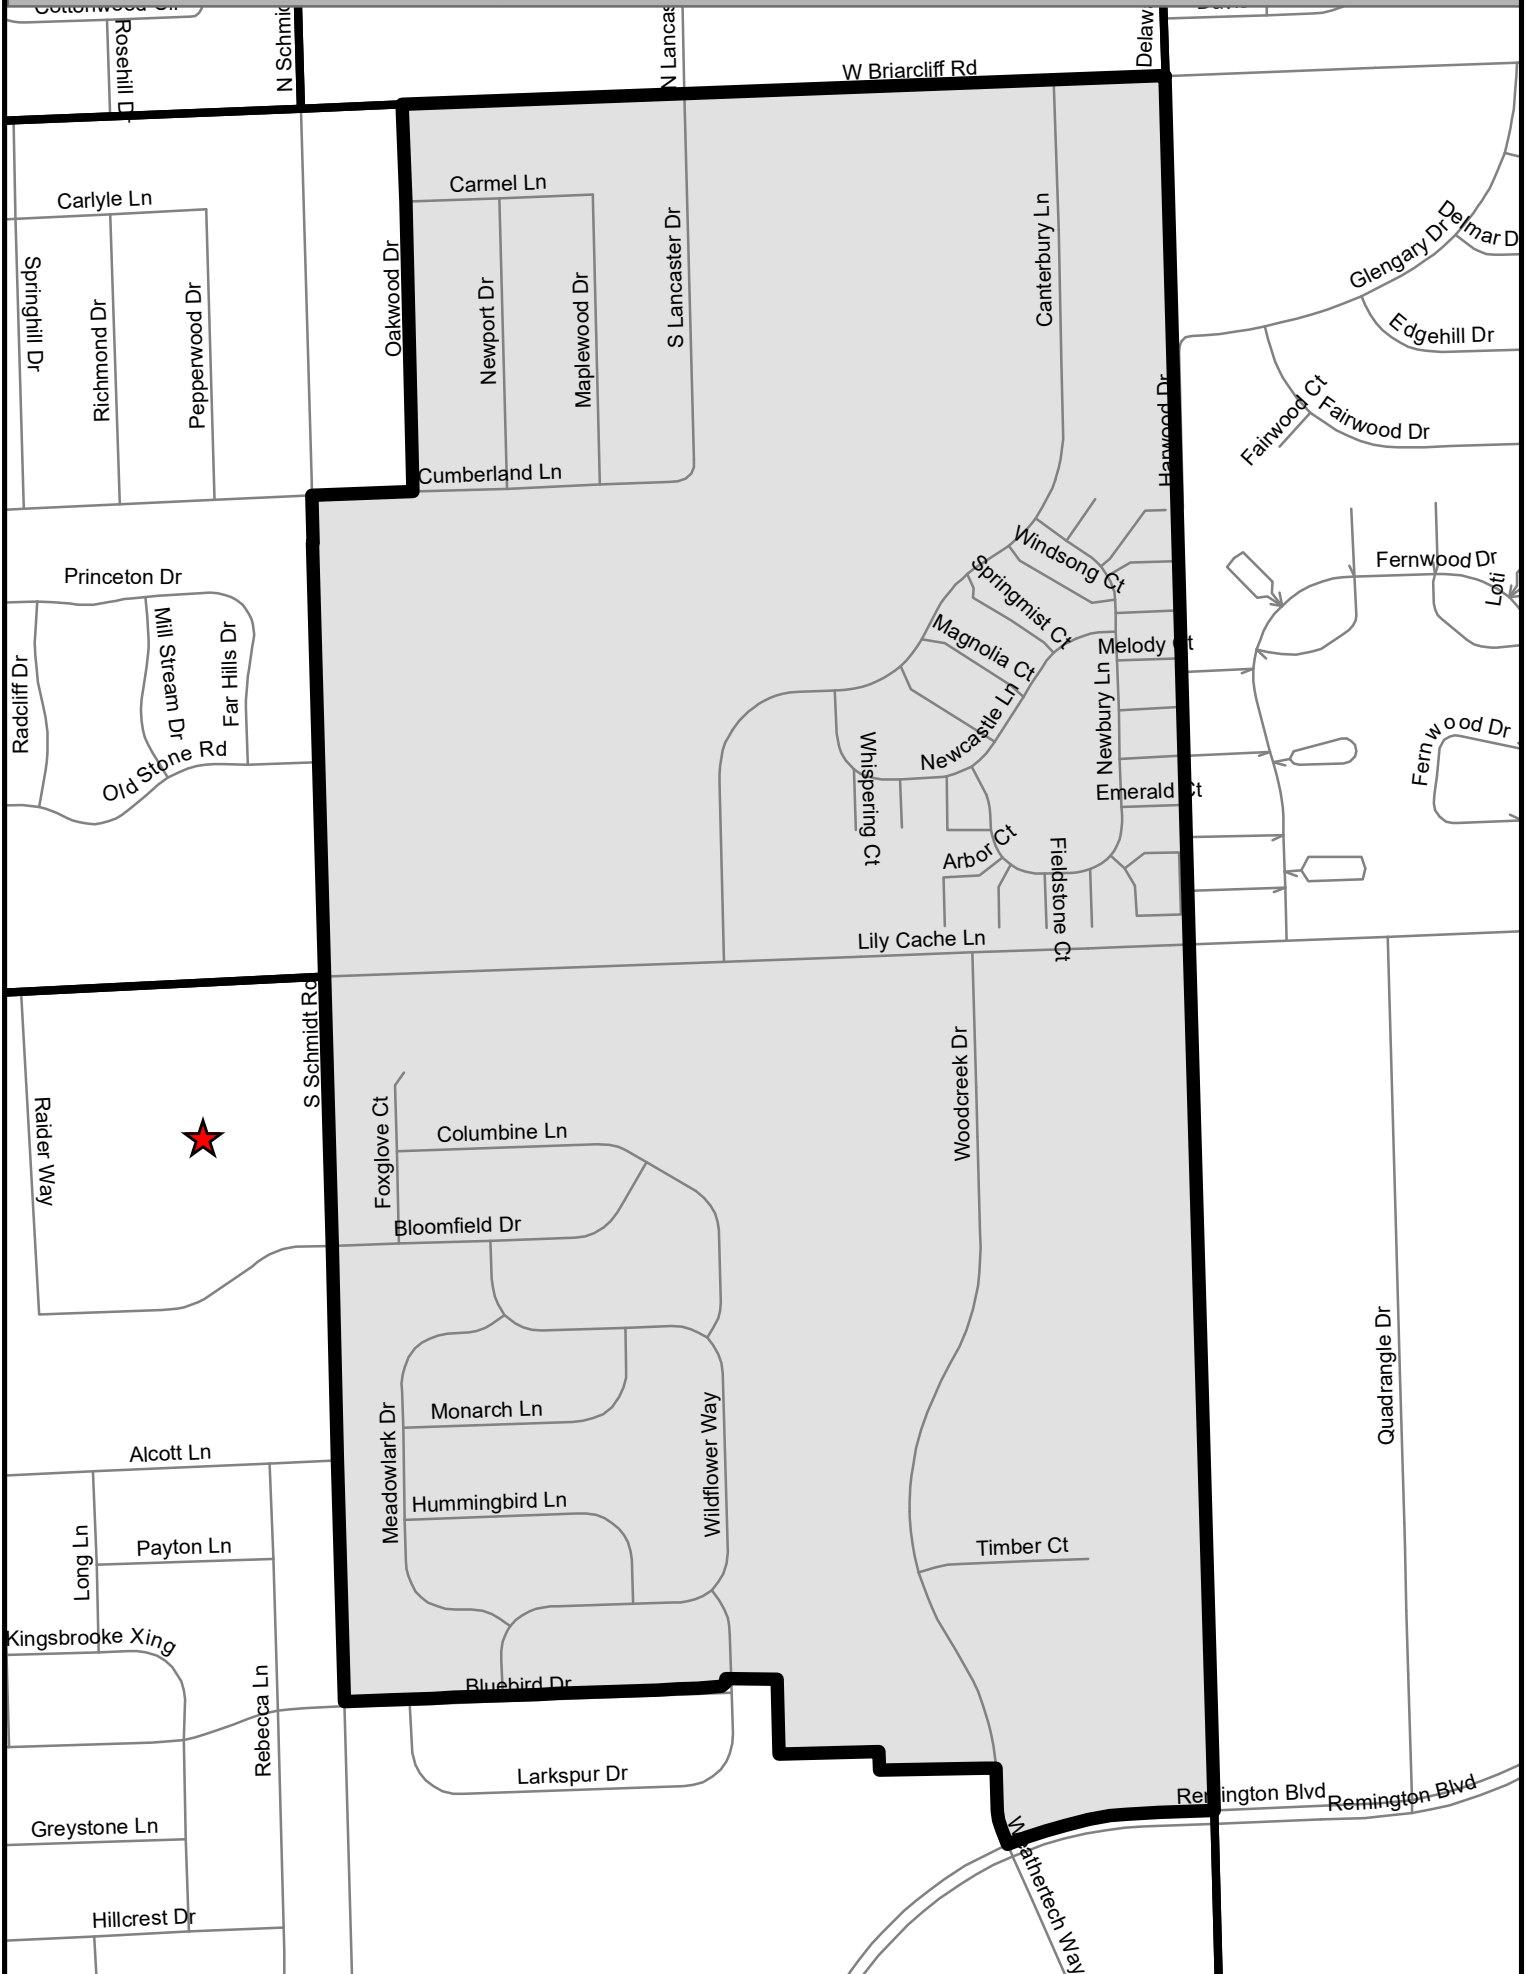 Rosehill Dr
N Schmid
N Lancas
Delaw
W Briarcliff Rd
Carlyle Ln
Carmel Ln
Springhill Dr
Richmond Dr
Pepperwood Dr
Oakwood Dr
Newport Dr
Maplewood Dr
S Lancaster Dr
Canterbury Ln
Delmar D
Glengary Dr
Edgehill Dr
Harwood Dr
Fairwood Ct
Fairwood Dr
Cumberland Ln
Windsong Ct
Fernwood Dr
Loti
Princeton Dr
Springmist Ct
Magnolia Ct
Melody Ct
Radcliff Dr
Mill Stream Dr
Far Hills Dr
Old Stone Rd
Newcastle Ln
Newbury Ln
Fernwood Dr
Whispering Ct
Emerald Ct
Arbor Ct
Fieldstone Ct
Lily Cache Ln
S Schmidt Rd
Woodcreek Dr
Raider Way
Foxglove Ct
Columbine Ln
Bloomfield Dr
Quadrangle Dr
Meadowlark Dr
Monarch Ln
Wildflower Way
Alcott Ln
Hummingbird Ln
Long Ln
Payton Ln
Timber Ct
Kingsbrooke Xing
Rebecca Ln
Bluebird Dr
Larkspur Dr
Remington Blvd
Remington Blvd
Greystone Ln
Weathertech Way
Hillcrest Dr